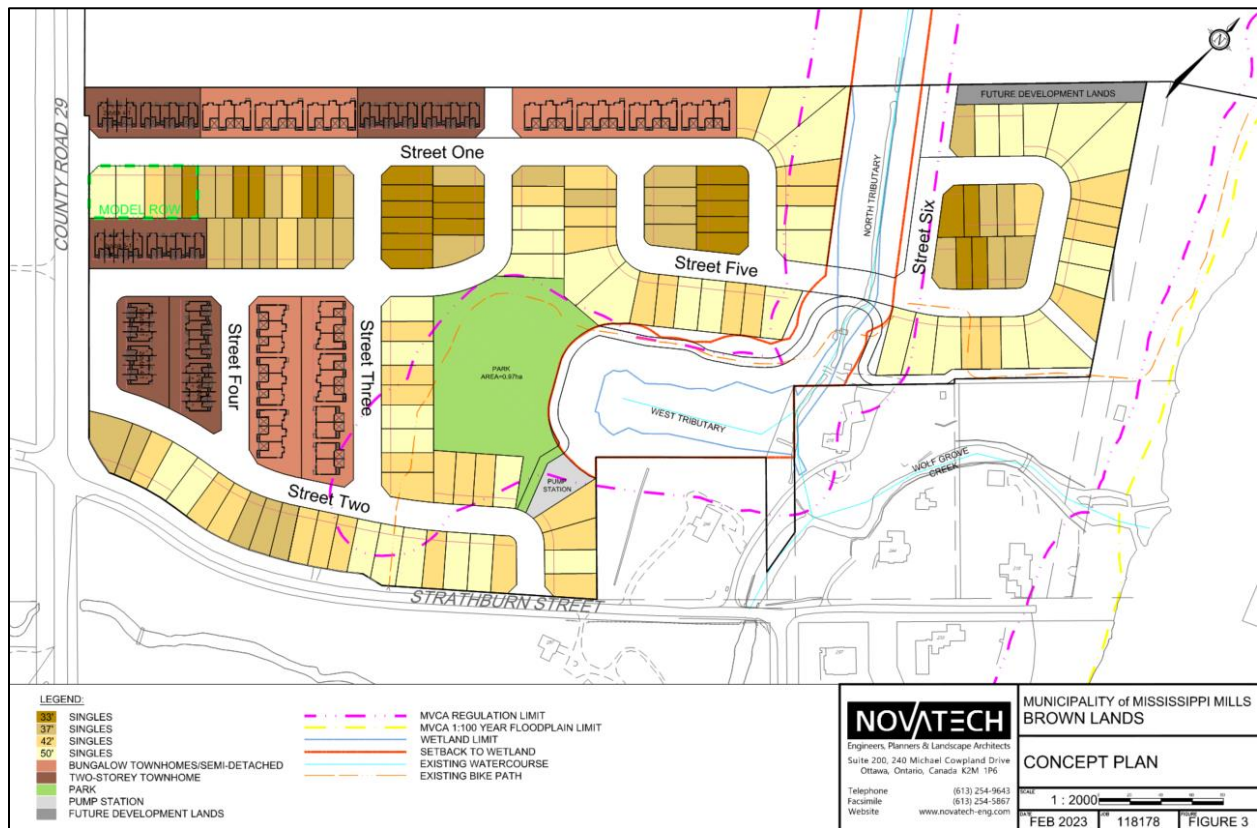 FUTURE DEVELOPMENT LANDS
N
COUNTY ROAD 29
Street One
MODEL ROW
NORTH TRIBUTARY
Street Six
Street Five
Street Four
Street Three
PARK
AREA=0.97ha
WEST TRIBUTARY
WOLF GROVE
CREEK
PUMP
STATION
Street Two
STRATHBURN STREET
LEGEND:
33' SINGLES
37' SINGLES
42' SINGLES
50' SINGLES
BUNGALOW TOWNHOMES/SEMI-DETACHED
TWO-STOREY TOWNHOME
PARK
PUMP STATION
FUTURE DEVELOPMENT LANDS
MVCA REGULATION LIMIT
MVCA 1:100 YEAR FLOODPLAIN LIMIT
WETLAND LIMIT
SETBACK TO WETLAND
EXISTING WATERCOURSE
EXISTING BIKE PATH
NOVATECH
Engineers, Planners & Landscape Architects
Suite 200, 240 Michael Cowpland Drive
Ottawa, Ontario, Canada K2M 1P6
Telephone (613) 254-9643
Facsimile (613) 254-5867
Website www.novatech-eng.com
MUNICIPALITY of MISSISSIPPI MILLS
BROWN LANDS
CONCEPT PLAN
SCALE
1 : 2000
DATE
FEB 2023
JOB
118178
FIGURE
FIGURE 3